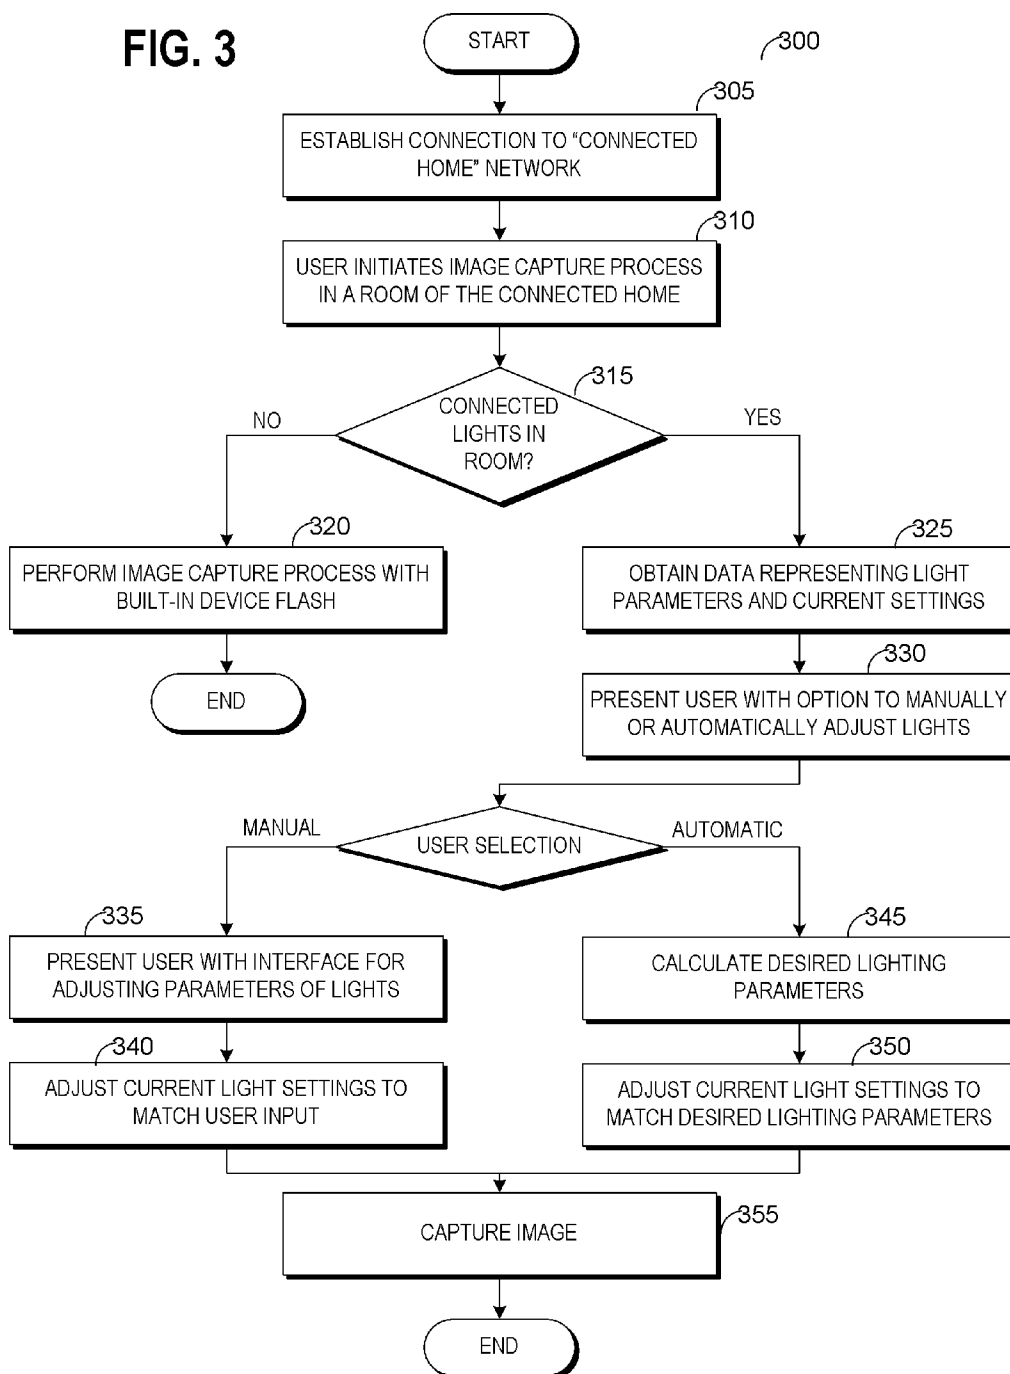 FIG. 3
START
300
305
ESTABLISH CONNECTION TO “CONNECTED
HOME” NETWORK
310
USER INITIATES IMAGE CAPTURE PROCESS
IN A ROOM OF THE CONNECTED HOME
315
CONNECTED
LIGHTS IN
ROOM?
NO
YES
320
PERFORM IMAGE CAPTURE PROCESS WITH
BUILT-IN DEVICE FLASH
END
325
OBTAIN DATA REPRESENTING LIGHT
PARAMETERS AND CURRENT SETTINGS
330
PRESENT USER WITH OPTION TO MANUALLY
OR AUTOMATICALLY ADJUST LIGHTS
USER SELECTION
MANUAL
AUTOMATIC
335
PRESENT USER WITH INTERFACE FOR
ADJUSTING PARAMETERS OF LIGHTS
340
ADJUST CURRENT LIGHT SETTINGS TO
MATCH USER INPUT
345
CALCULATE DESIRED LIGHTING
PARAMETERS
350
ADJUST CURRENT LIGHT SETTINGS TO
MATCH DESIRED LIGHTING PARAMETERS
CAPTURE IMAGE
355
END